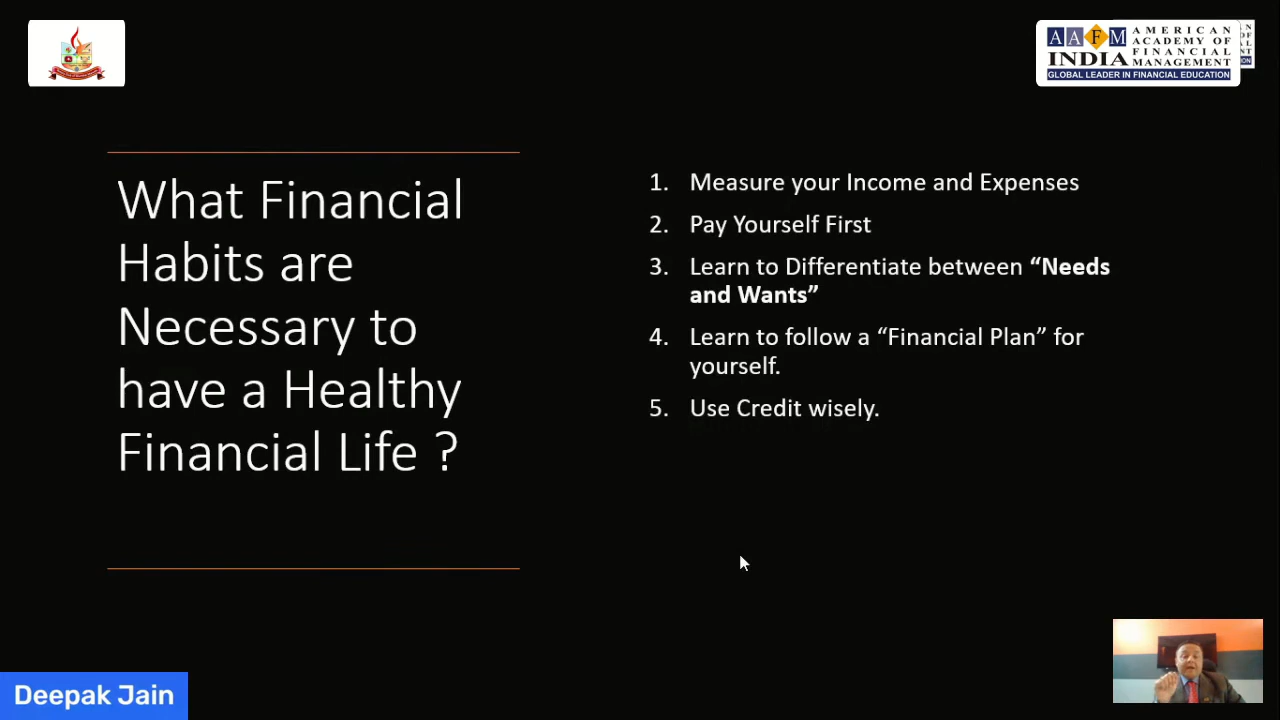 AAFM
INDIA
AMERICAN
ACADEMY OF
FINANCIAL
MANAGEMENT
GLOBAL LEADER IN FINANCIAL EDUCATION
What Financial
Habits are
Necessary to
have a Healthy
Financial Life ?
1. Measure your Income and Expenses
2. Pay Yourself First
3. Learn to Differentiate between “Needs
and Wants”
4. Learn to follow a “Financial Plan” for
yourself.
5. Use Credit wisely.
Deepak Jain